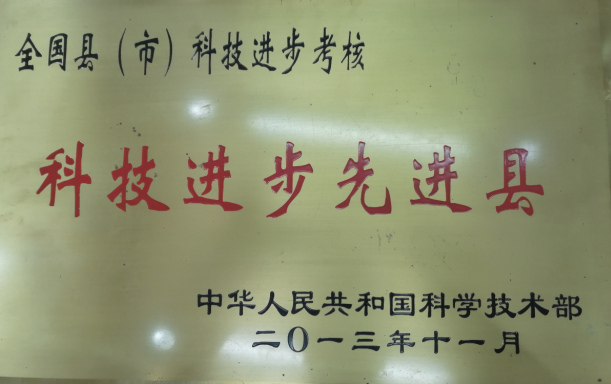 全国县（市）科技进步考核
科技进步先进县
中华人民共和国科学技术部
二〇一三年十一月